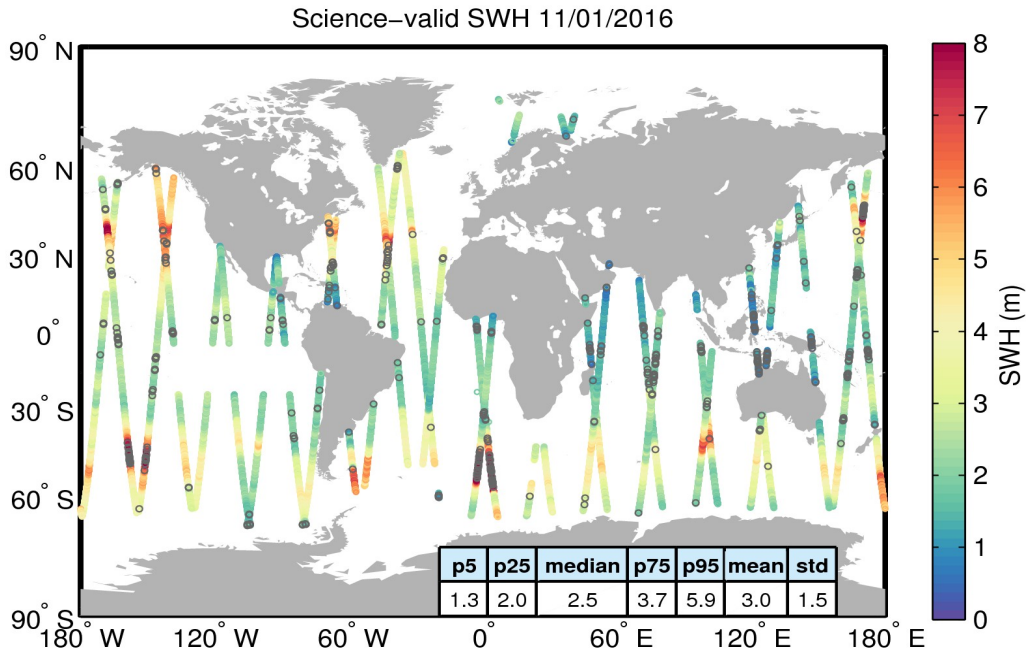 Science−valid SWH 11/01/2016
90° N
60° N
30° N
0°
30° S
60° S
90° S
180° W
120° W
60° W
0°
60° E
120° E
180° E
p5 p25 median p75 p95 mean std
1.3 2.0 2.5 3.7 5.9 3.0 1.5
8
7
6
5
4
3
2
1
0
SWH (m)